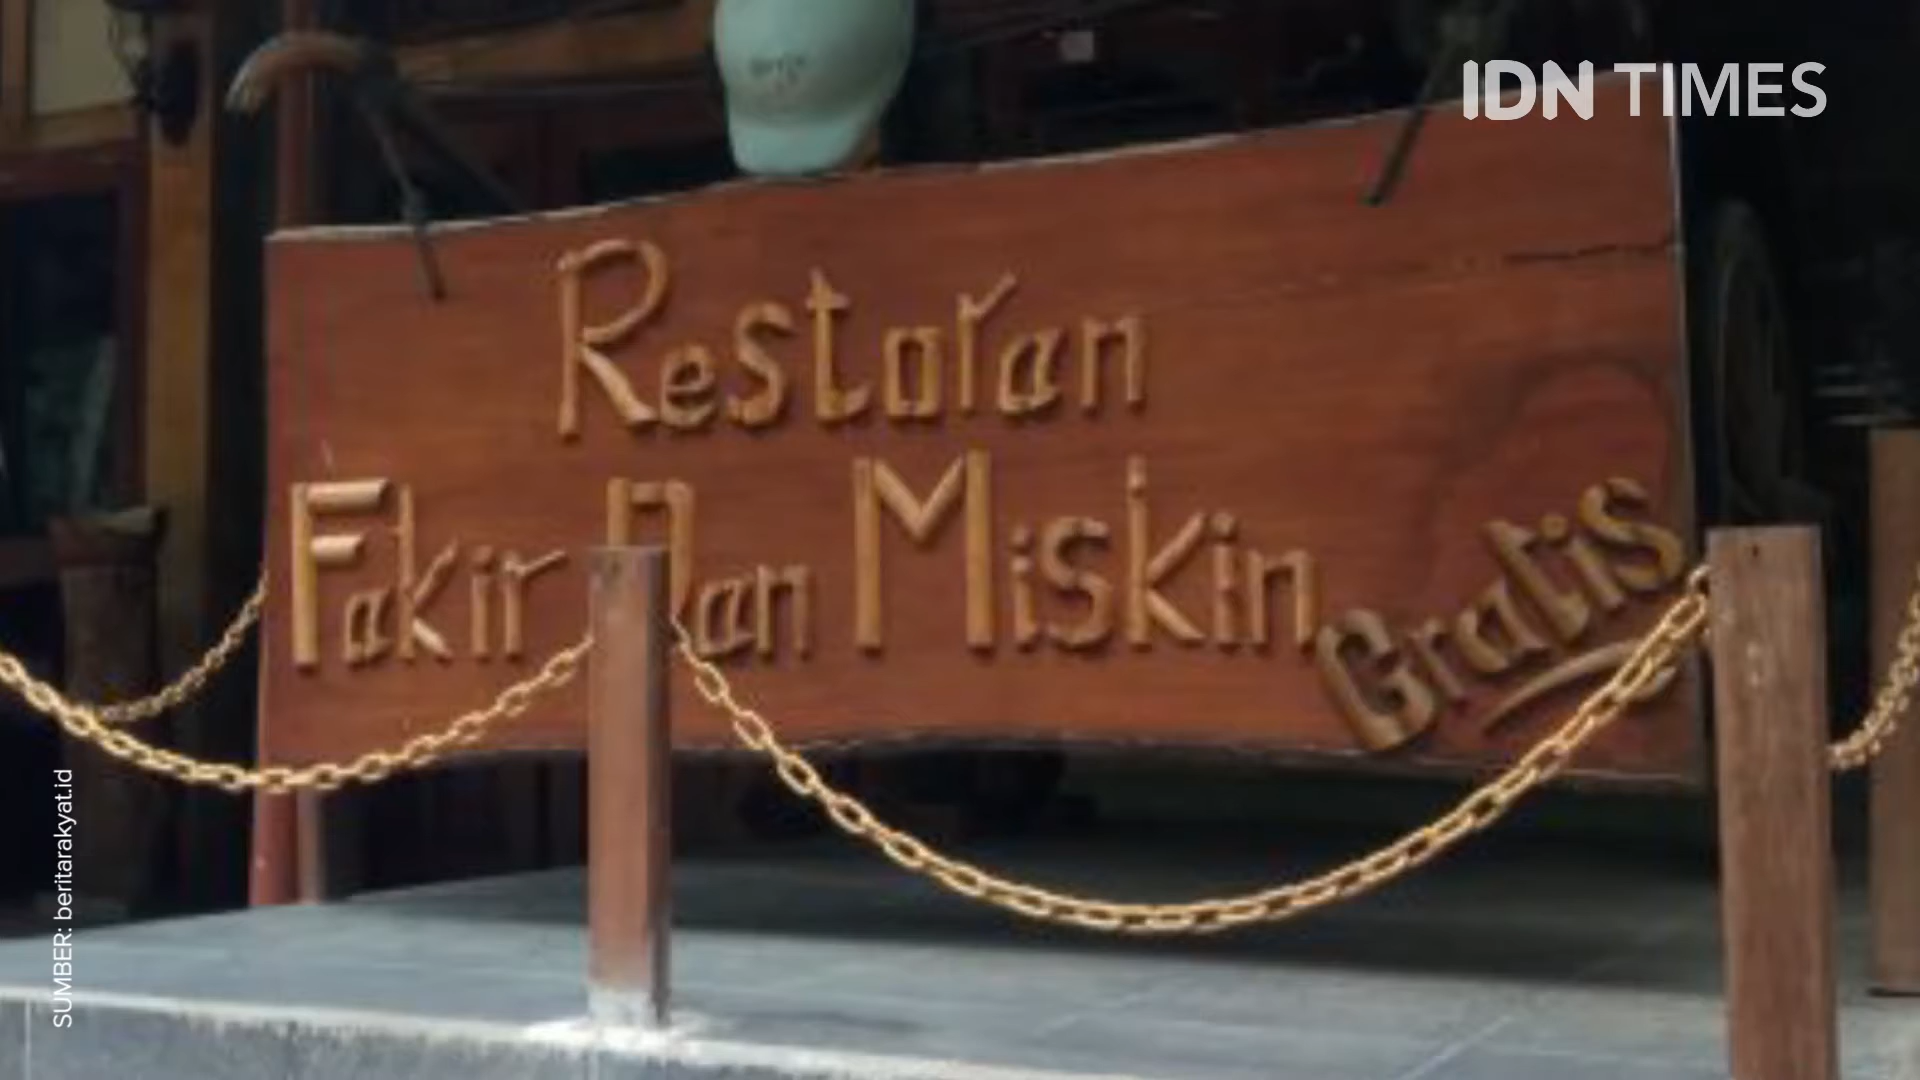 IDN TIMES
Restoran
Fakir Dan Miskin
Gratis
SUMBER: beritarakyat.id